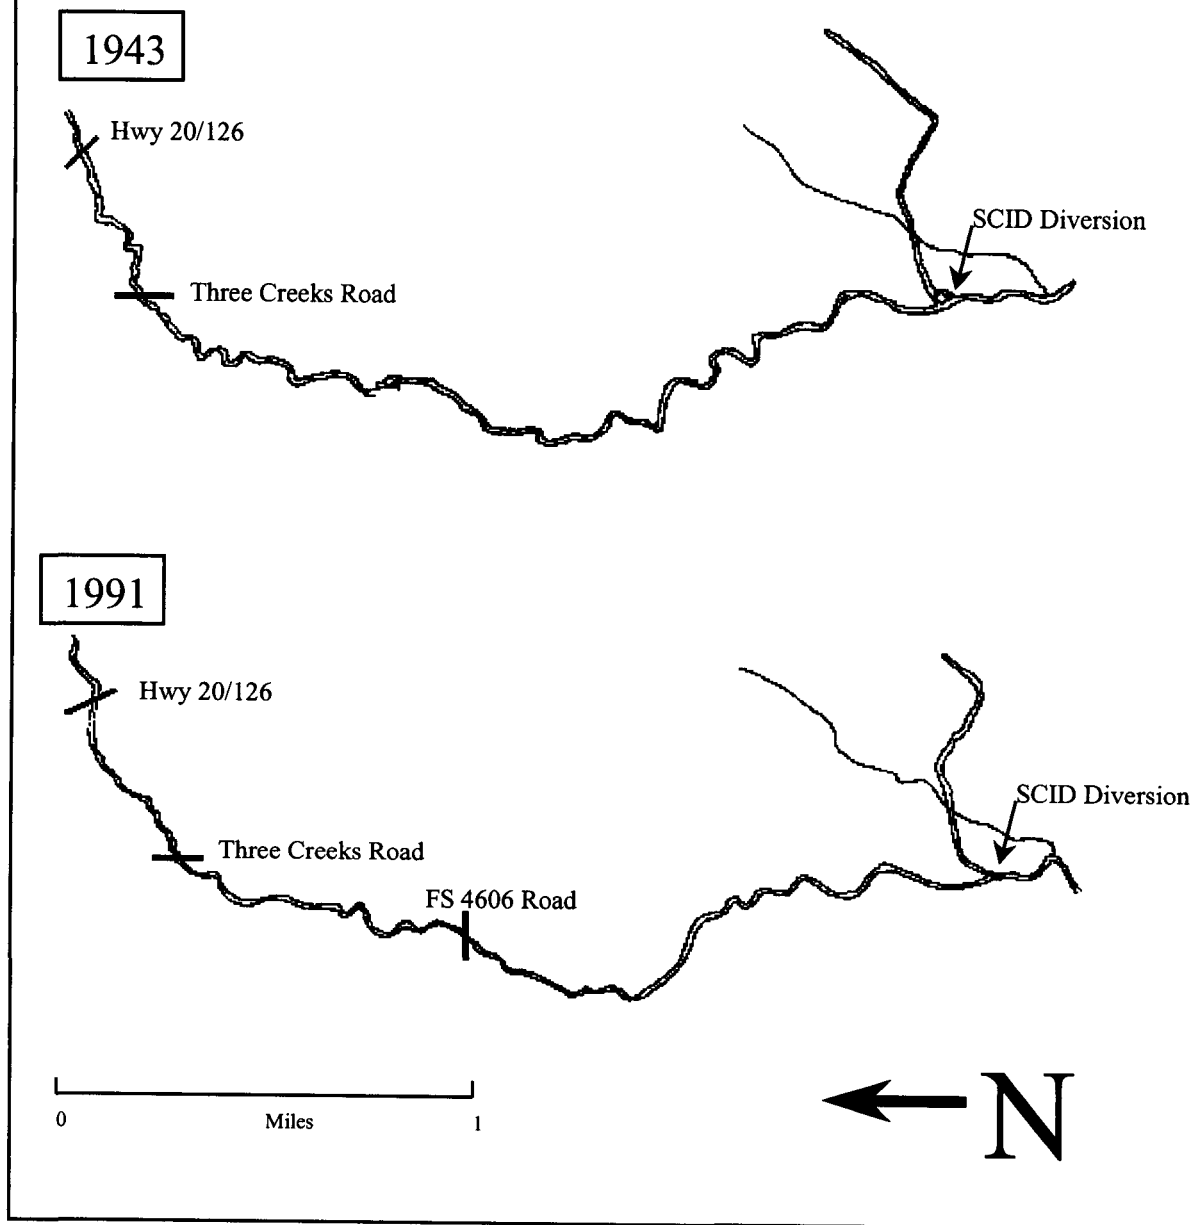 1943
Hwy 20/126
SCID Diversion
Three Creeks Road
1991
Hwy 20/126
SCID Diversion
Three Creeks Road
FS 4606 Road
0 Miles 1
N